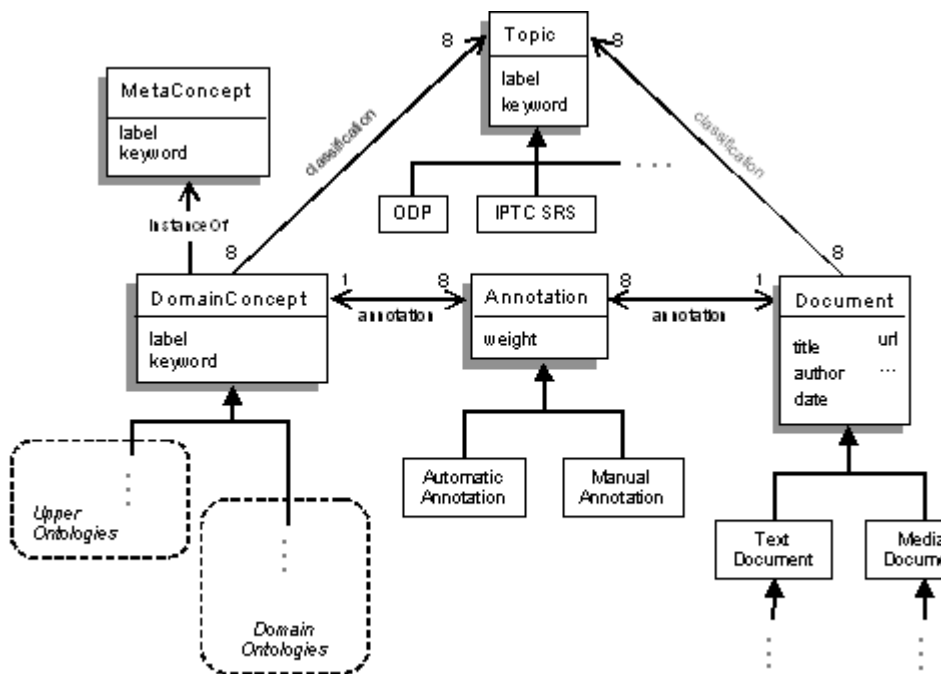 8
Topic
8
label
keyword
MetaConcept
label
keyword
classification
classification
. . .
ODP
IPTC SRS
InstanceOf
8
8
DomainConcept
label
keyword
1
8
annotation
Annotation
weight
8
1
annotation
Document
title
url
author
...
date
Automatic
Annotation
Manual
Annotation
Upper
Ontologies
Domain
Ontologies
Text
Document
Media
Docume